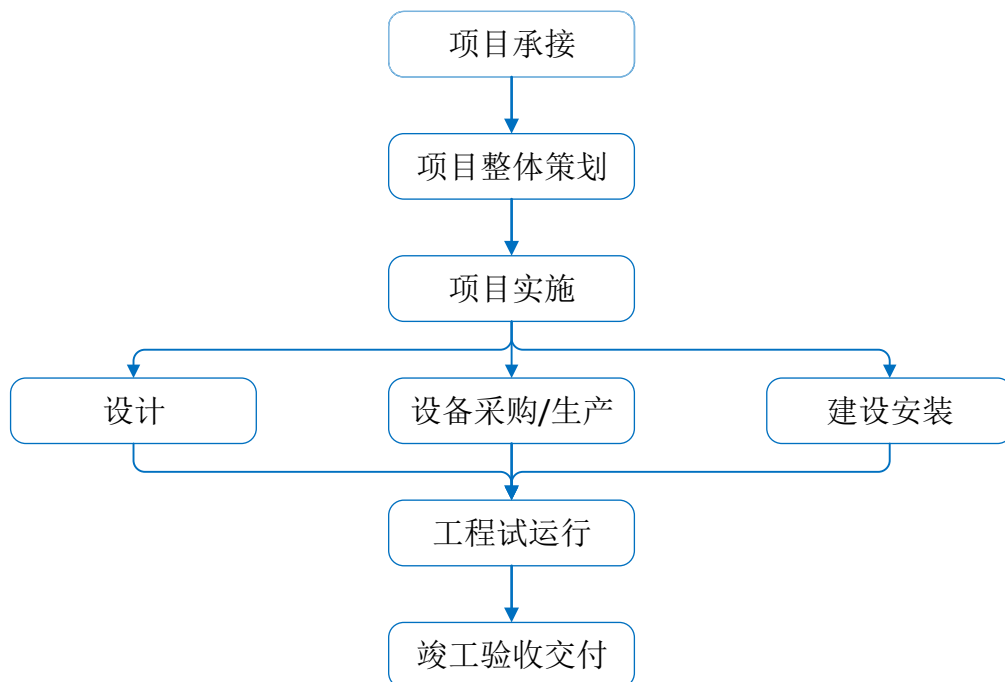 项目承接
项目整体策划
项目实施
设计
设备采购/生产
建设安装
工程试运行
竣工验收交付